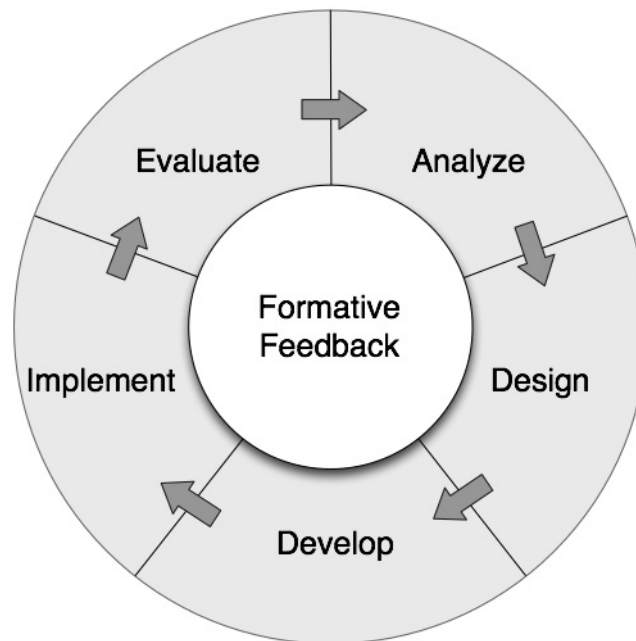 Evaluate
Analyze
Formative
Feedback
Implement
Design
Develop